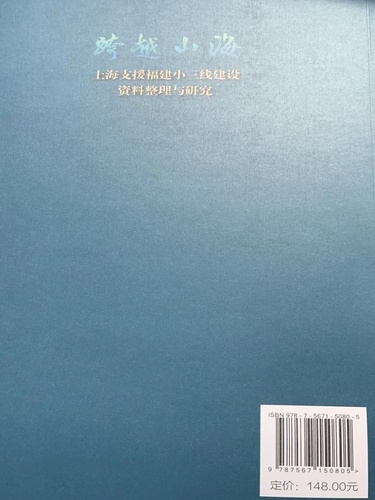 跨越山海
上海支援福建小三线建设
资料整理与研究
ISBN 978-7-5671-5080-5
9 787567 150805 >
定价：148.00元